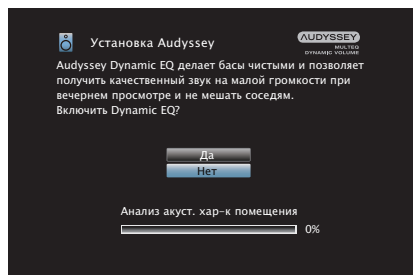 Установка Audyssey
AUDYSSEY
MULTEQ
DYNAMIC VOLUME
Audyssey Dynamic EQ делает басы чистыми и позволяет
получить качественный звук на малой громкости при
вечернем просмотре и не мешать соседям.
Включить Dynamic EQ?
Да
Нет
Анализ акуст. хар-к помещения
0%